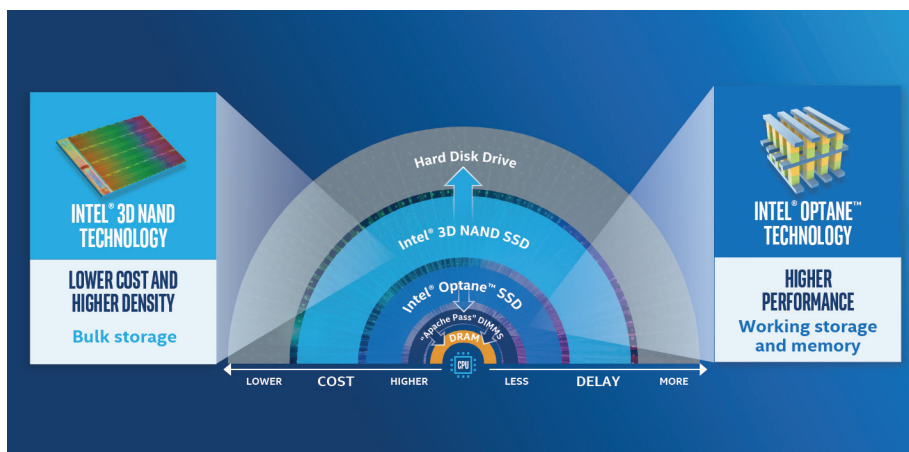 INTEL® 3D NAND
TECHNOLOGY
LOWER COST AND
HIGHER DENSITY
Bulk storage
Hard Disk Drive
Intel® 3D NAND SSD
Intel® Optane™ SSD
"Apache Pass" DIMMS
DRAM
CPU
LOWER COST HIGHER LESS DELAY MORE
INTEL® OPTANE™
TECHNOLOGY
HIGHER
PERFORMANCE
Working storage
and memory